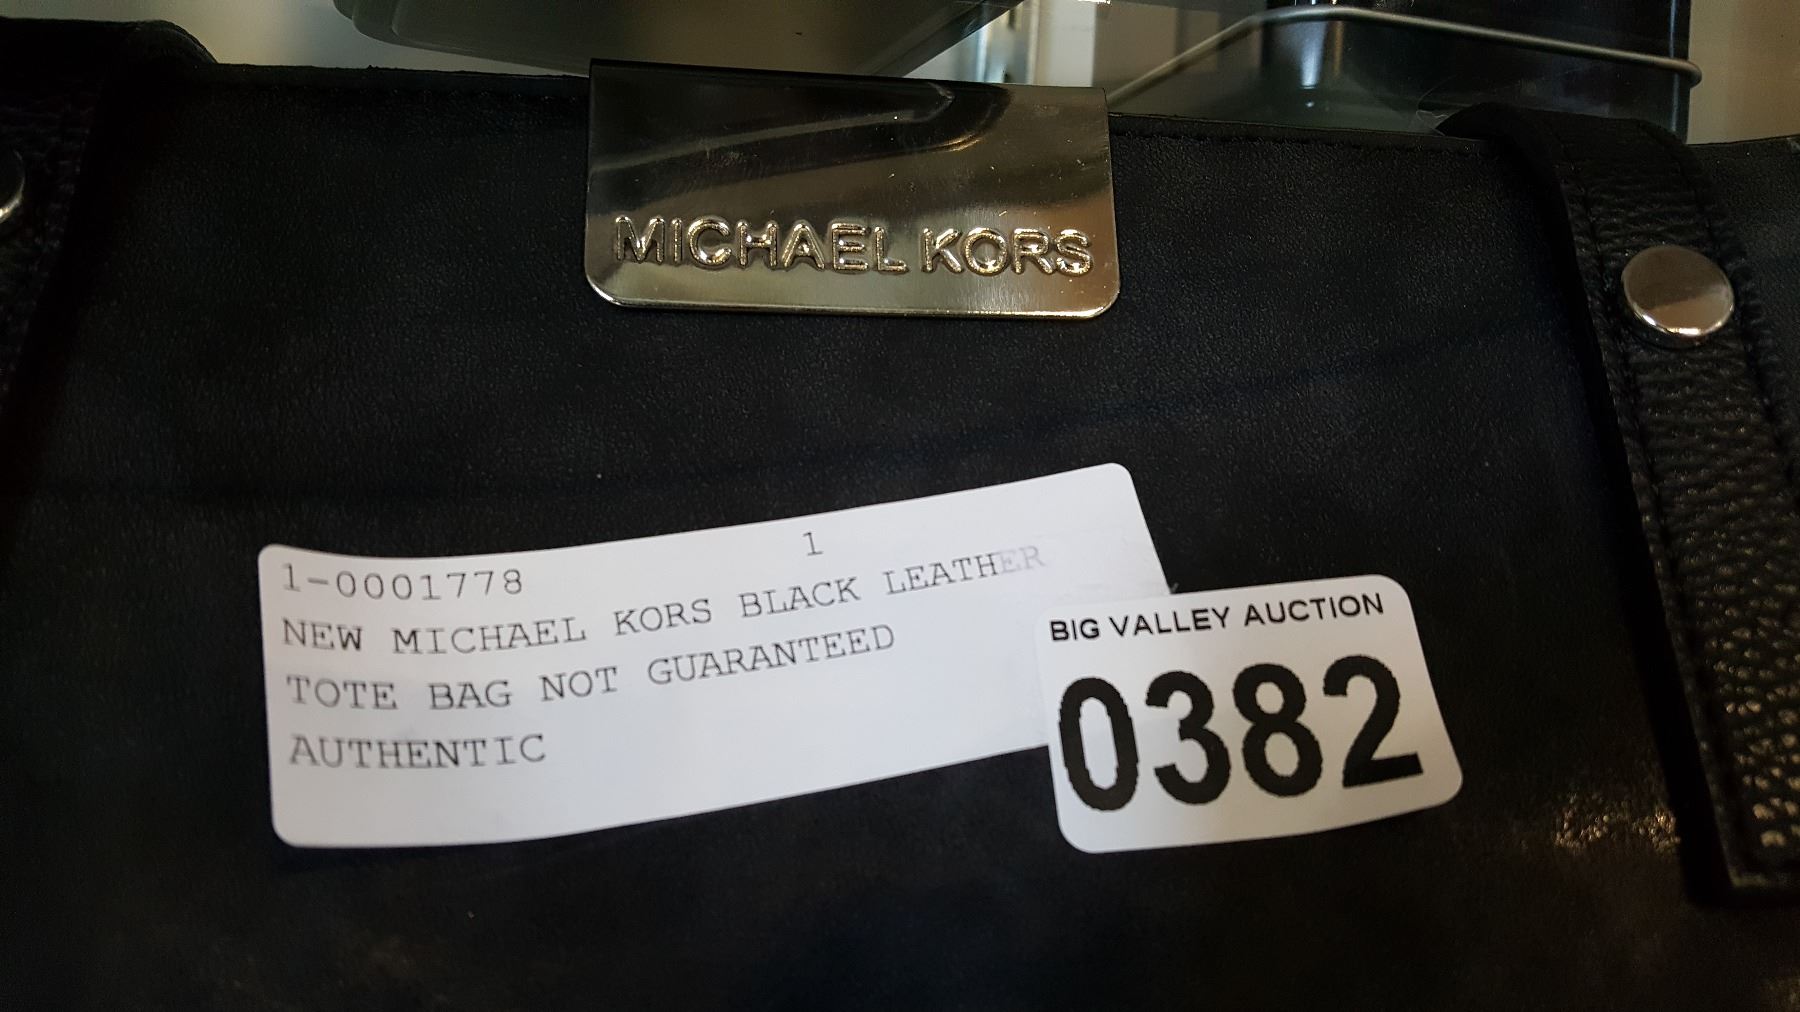 MICHAEL KORS
1-0001778 1
NEW MICHAEL KORS BLACK LEATHER
TOTE BAG NOT GUARANTEED
AUTHENTIC
BIG VALLEY AUCTION
0382